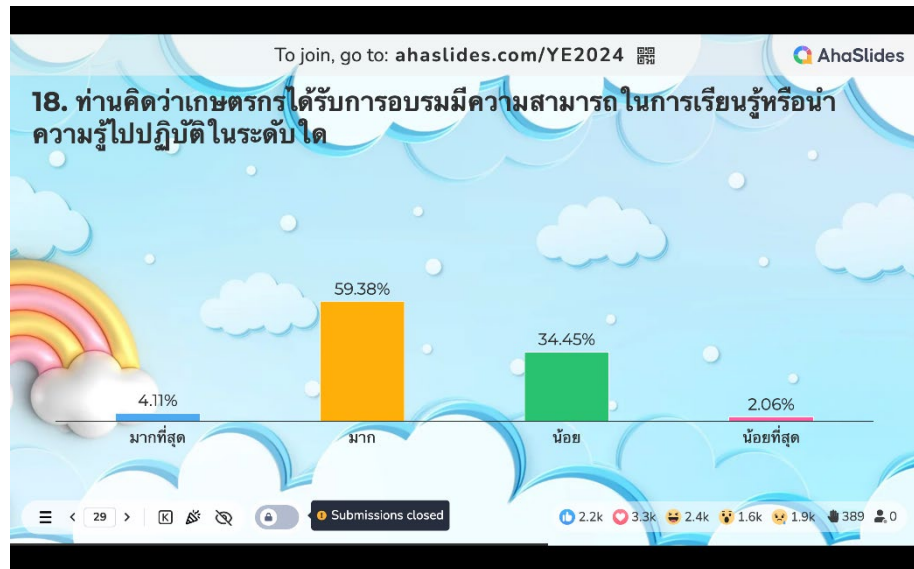 To join, go to: ahaslides.com/YE2024
AhaSlides
18. ท่านคิดว่าเกษตรกรได้รับการอบรมมีความสามารถในการเรียนรู้หรือนำ
ความรู้ไปปฏิบัติในระดับใด
59.38%
34.45%
4.11%
2.06%
มากที่สุด
มาก
น้อย
น้อยที่สุด
29
K
Submissions closed
2.2k
3.3k
2.4k
1.6k
1.9k
389
0